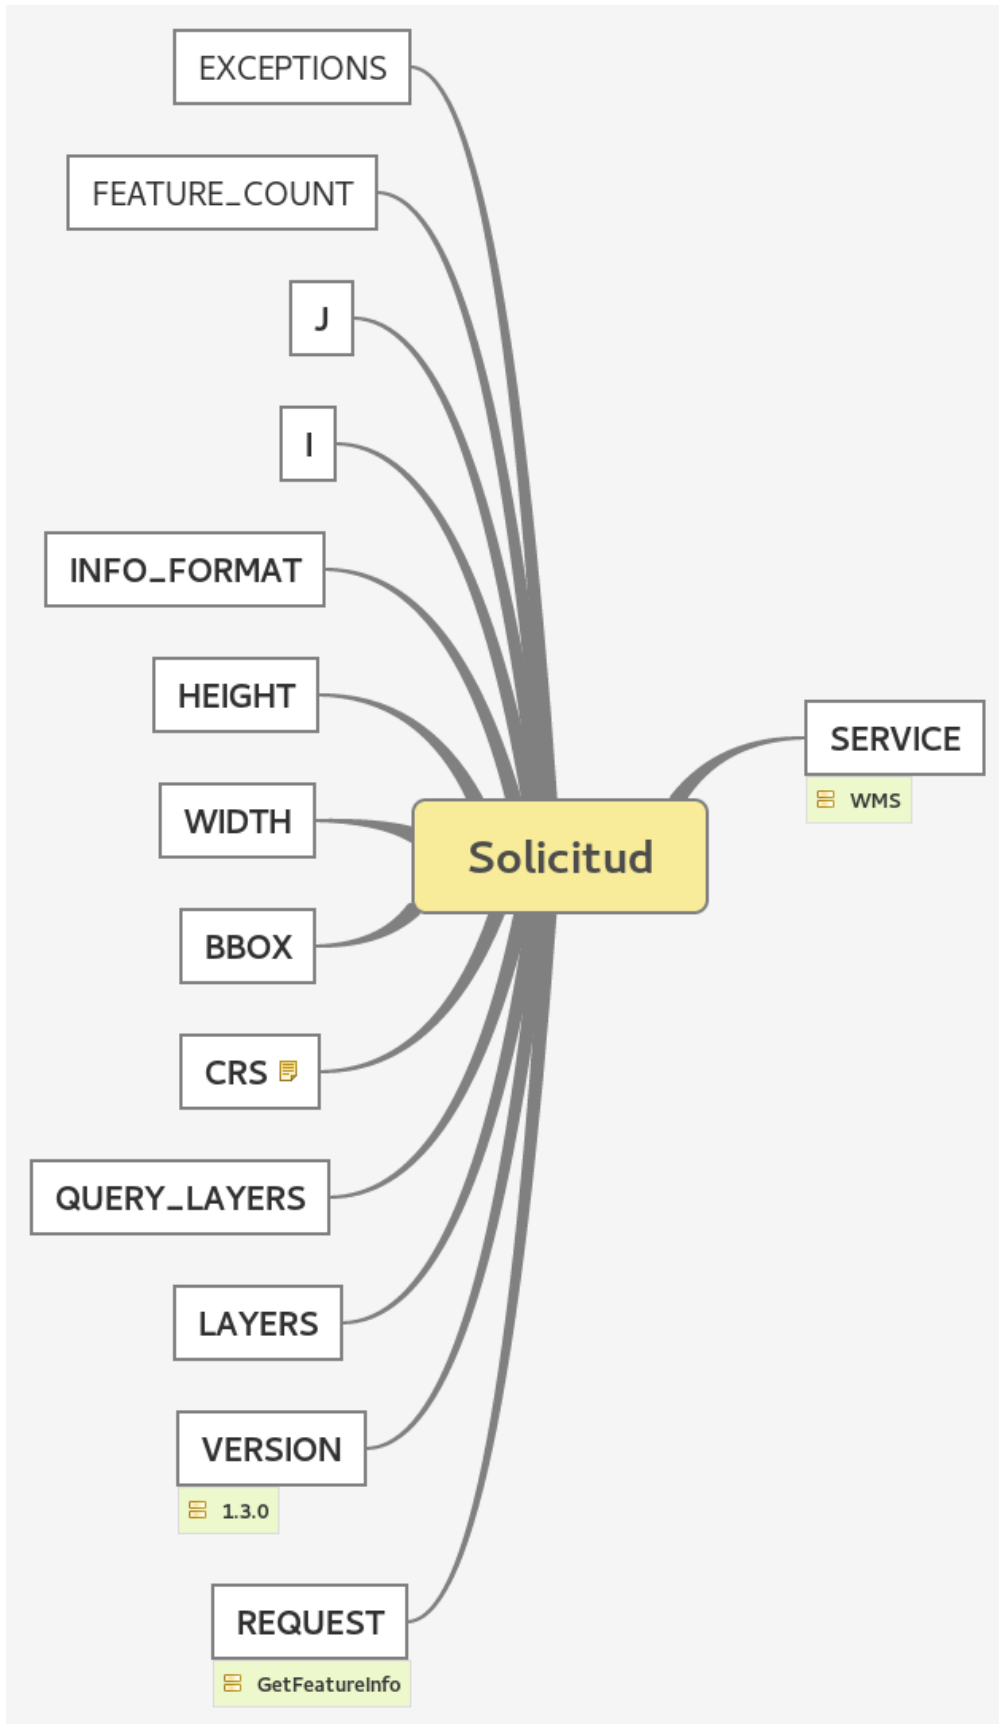 EXCEPTIONS
FEATURE_COUNT
J
I
INFO_FORMAT
HEIGHT
SERVICE
WMS
WIDTH
Solicitud
BBOX
CRS
QUERY_LAYERS
LAYERS
VERSION
1.3.0
REQUEST
GetFeatureInfo